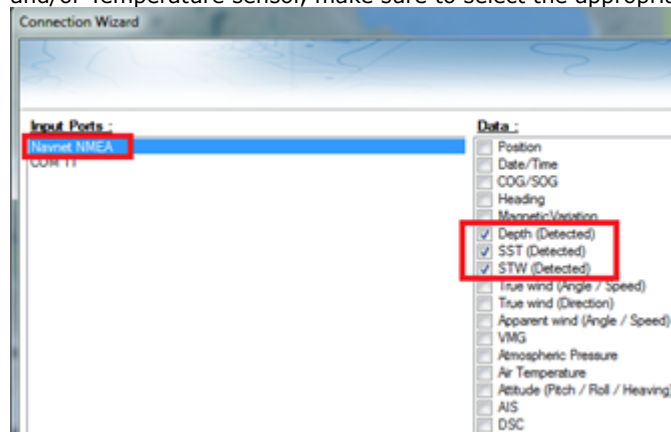 and/or Temperature sensor, make sure to select the appropria
Connection Wizard
Input Ports :
Navnet NMEA
COM 11
Data :
Position
Date/Time
COG/SOG
Heading
Magnetic Variation
Depth (Detected)
SST (Detected)
STW (Detected)
True wind (Angle / Speed)
True wind (Direction)
Apparent wind (Angle / Speed)
VMG
Atmospheric Pressure
Air Temperature
Attitude (Pitch / Roll / Heaving)
AIS
DSC